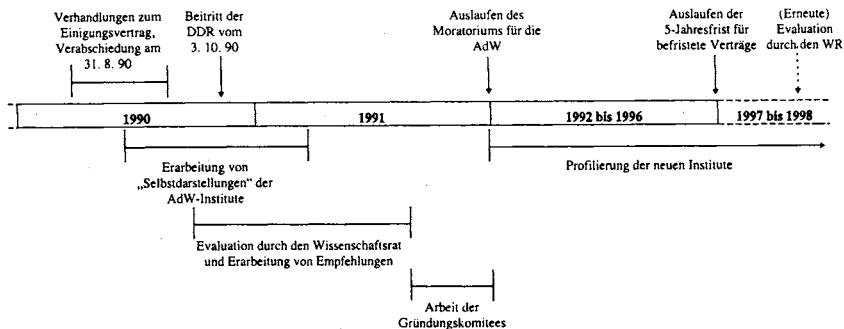 Verhandlungen zum
Einigungsvertrag,
Verabschiedung am
31. 8. 90
Beitritt der
DDR vom
3. 10. 90
Auslaufen des
Moratoriums für die
AdW
Auslaufen der
5-Jahresfrist für
befristete Verträge
(Erneute)
Evaluation
durch den WR
1990
1991
1992 bis 1996
1997 bis 1998
Erarbeitung von
„Selbstdarstellungen“ der
AdW-Institute
Profilierung der neuen Institute
Evaluation durch den Wissenschaftsrat
und Erarbeitung von Empfehlungen
Arbeit der
Gründungskomitees